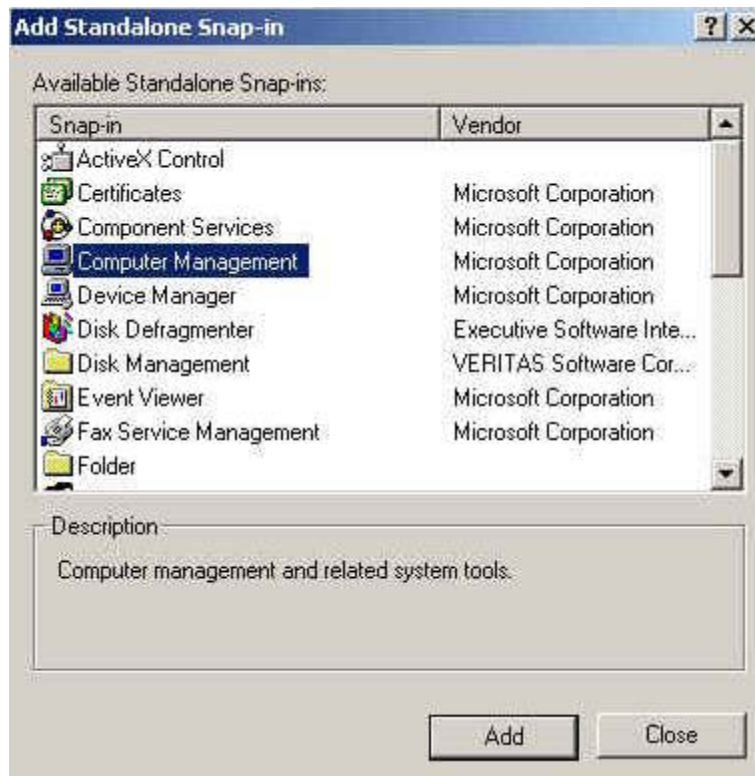 Add Standalone Snap-in
Available Standalone Snap-ins:
Snap-in Vendor
ActiveX Control
Certificates Microsoft Corporation
Component Services Microsoft Corporation
Computer Management Microsoft Corporation
Device Manager Microsoft Corporation
Disk Defragmenter Executive Software Inte...
Disk Management VERITAS Software Cor...
Event Viewer Microsoft Corporation
Fax Service Management Microsoft Corporation
Folder
Description
Computer management and related system tools.
Add Close